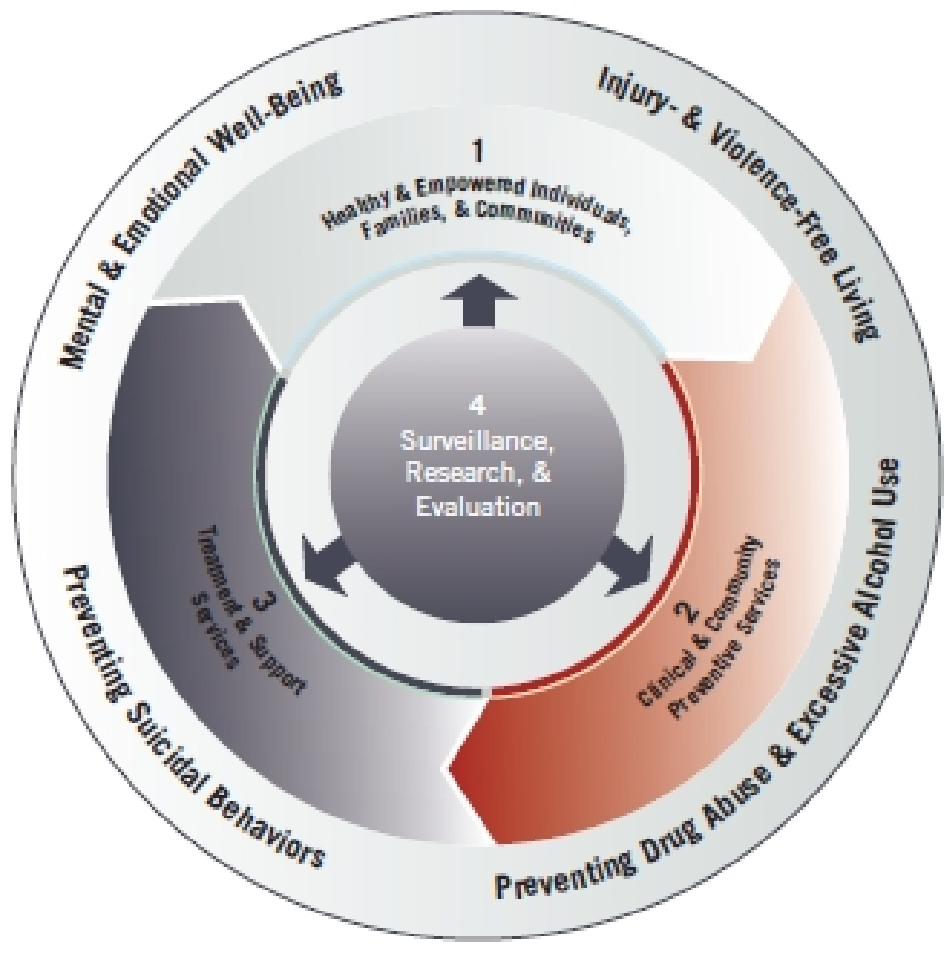 Mental & Emotional Well-Being
Injury- & Violence-Free Living
1
Healthy & Empowered Individuals,
Families, & Communities
4
Surveillance,
Research, &
Evaluation
3
Treatment & Support
Services
2
Clinical & Community
Preventive Services
Preventing Suicidal Behaviors
Preventing Drug Abuse & Excessive Alcohol Use